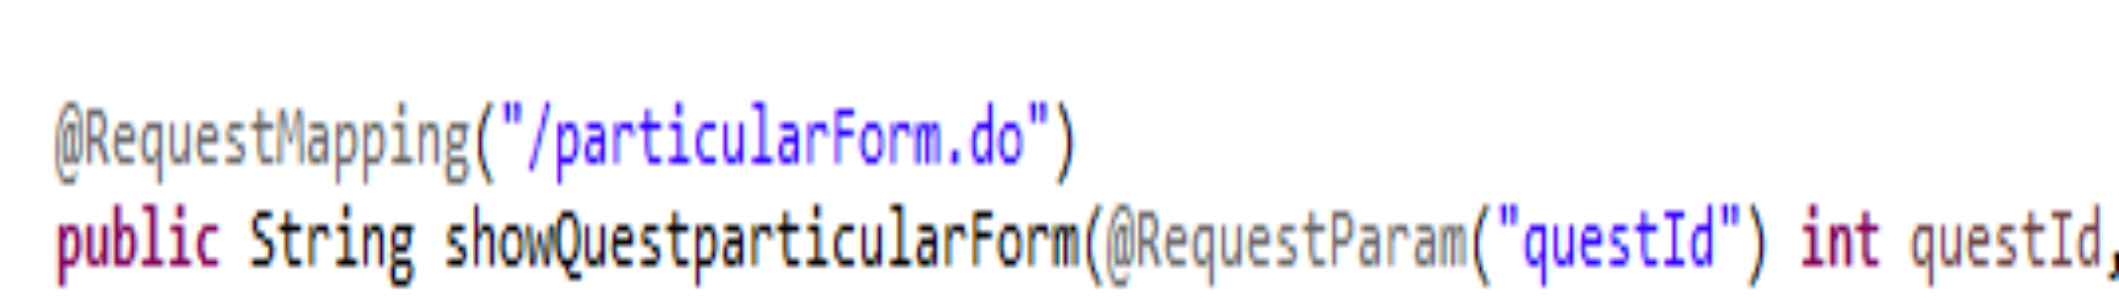 @RequestMapping("/particularForm.do")
public String showQuestparticularForm(@RequestParam("questId") int questId,